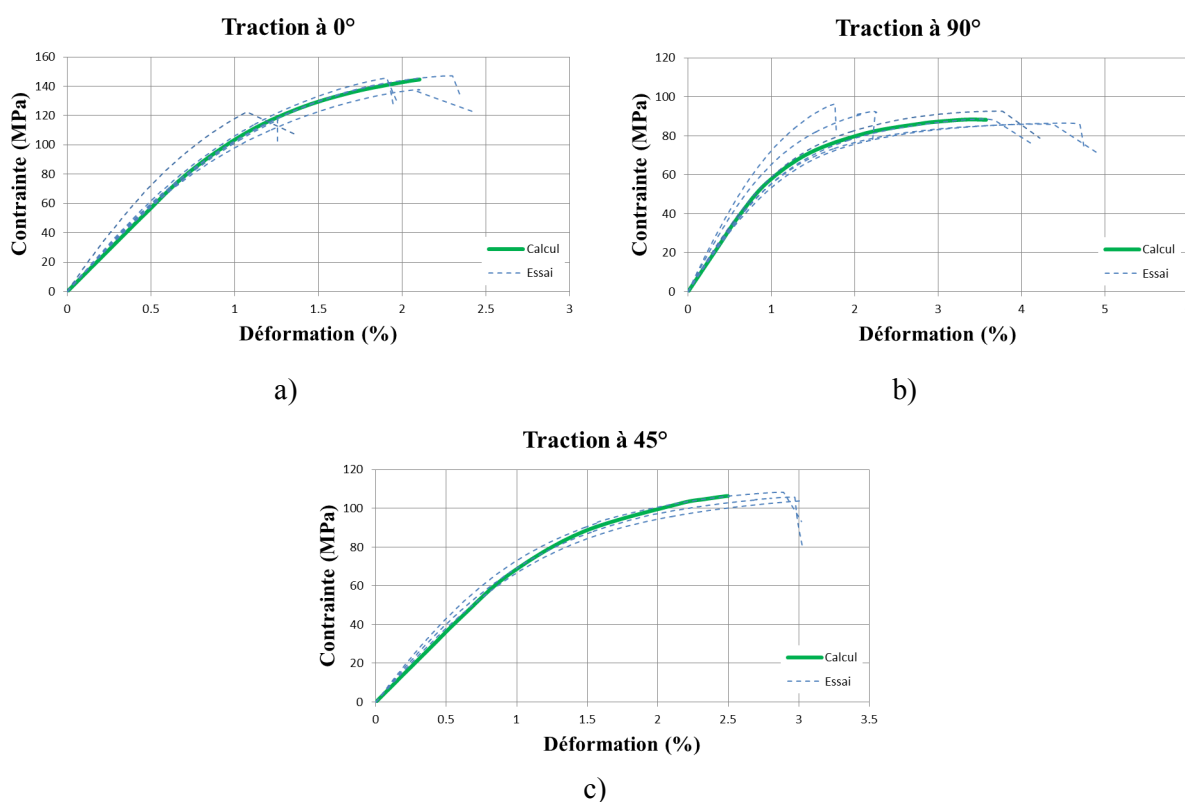 Traction à 0°
Contrainte (MPa)
160
140
120
100
80
60
40
20
0
0 0.5 1 1.5 2 2.5 3
Calcul
Essai
Déformation (%)
a)
Traction à 90°
Contrainte (MPa)
120
100
80
60
40
20
0
0 1 2 3 4 5
Calcul
Essai
Déformation (%)
b)
Traction à 45°
Contrainte (MPa)
120
100
80
60
40
20
0
0 0.5 1 1.5 2 2.5 3 3.5
Calcul
Essai
Déformation (%)
c)